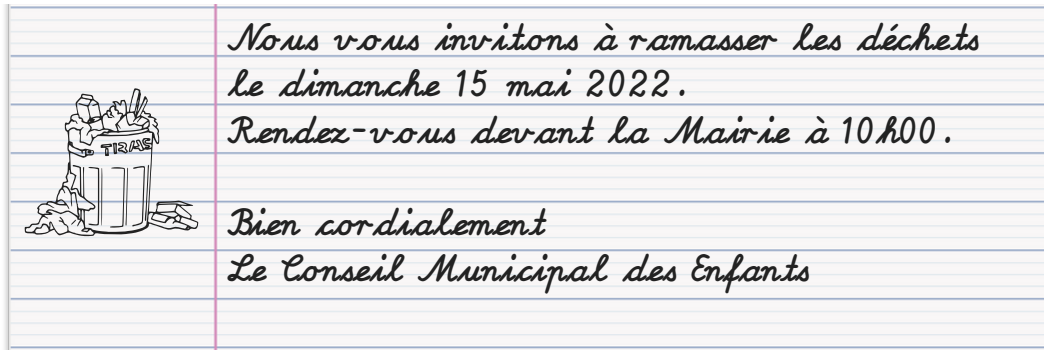 Nous vous invitons à ramasser les déchets
le dimanche 15 mai 2022.
Rendez-vous devant la Mairie à 10h00.
TRAS
Bien cordialement
Le Conseil Municipal des Enfants